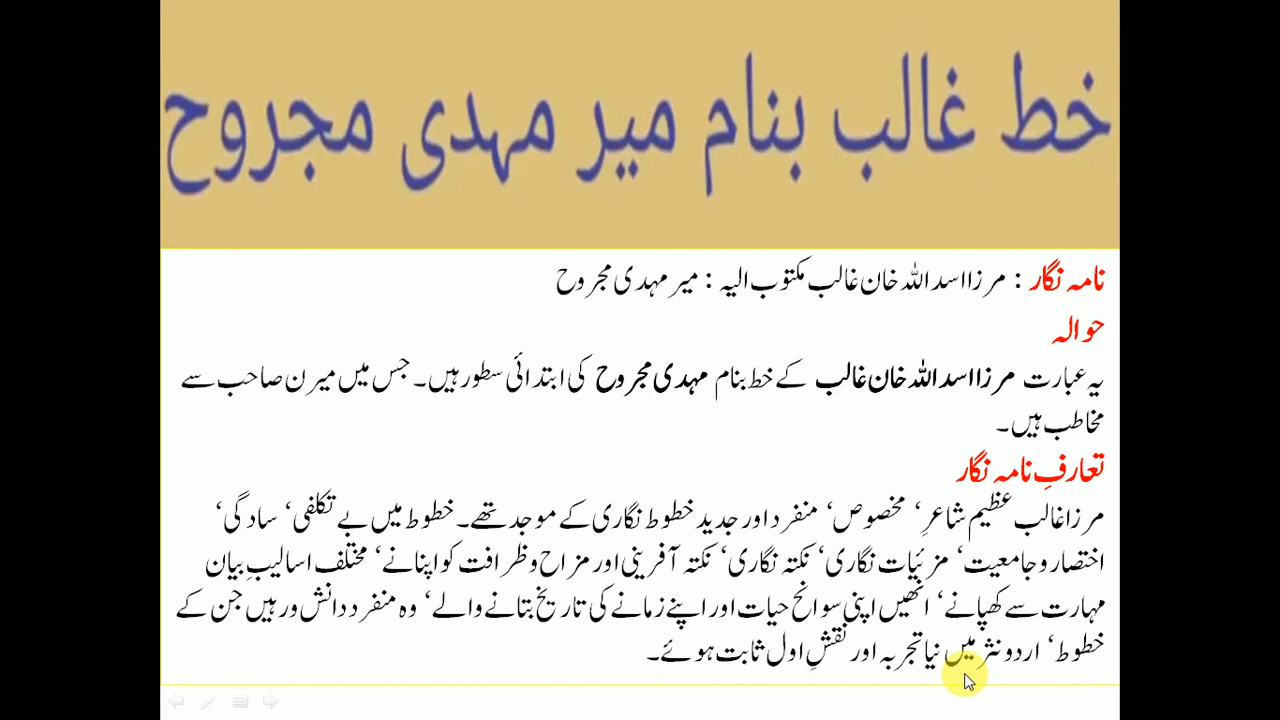 خط غالب بنام میر مہدی مجروح
نامہ نگار : مرزا اسد اللہ خان غالب مکتوب الیہ : میر مہدی مجروح
حوالہ
یہ عبارت مرزا اسد اللہ خان غالب کے خط بنام مہدی مجروح کی ابتدائی سطور ہیں۔ جس میں میرن صاحب سے
مخاطب ہیں۔
تعارفِ نامہ نگار
مرزا غالب عظیم شاعرِ‘ مخصوص‘ منفرد اور جدید خطوط نگاری کے موجد تھے۔ خطوط میں بے تکلفی‘ سادگی‘
اختصار و جامعیت‘ مزئیات نگاری‘ نکتہ نگاری‘ نکتہ آفرینی اور مزاح و ظرافت کو اپنانے‘ مختلف اسالیبِ بیان
مہارت سے کھپانے‘ انھیں اپنی سوانح حیات اور اپنے زمانے کی تاریخ بتانے والے‘ وہ منفرد دانش ور ہیں جن کے
خطوط‘ اردو نثر میں نیا تجربہ اور نقشِ اول ثابت ہوئے۔